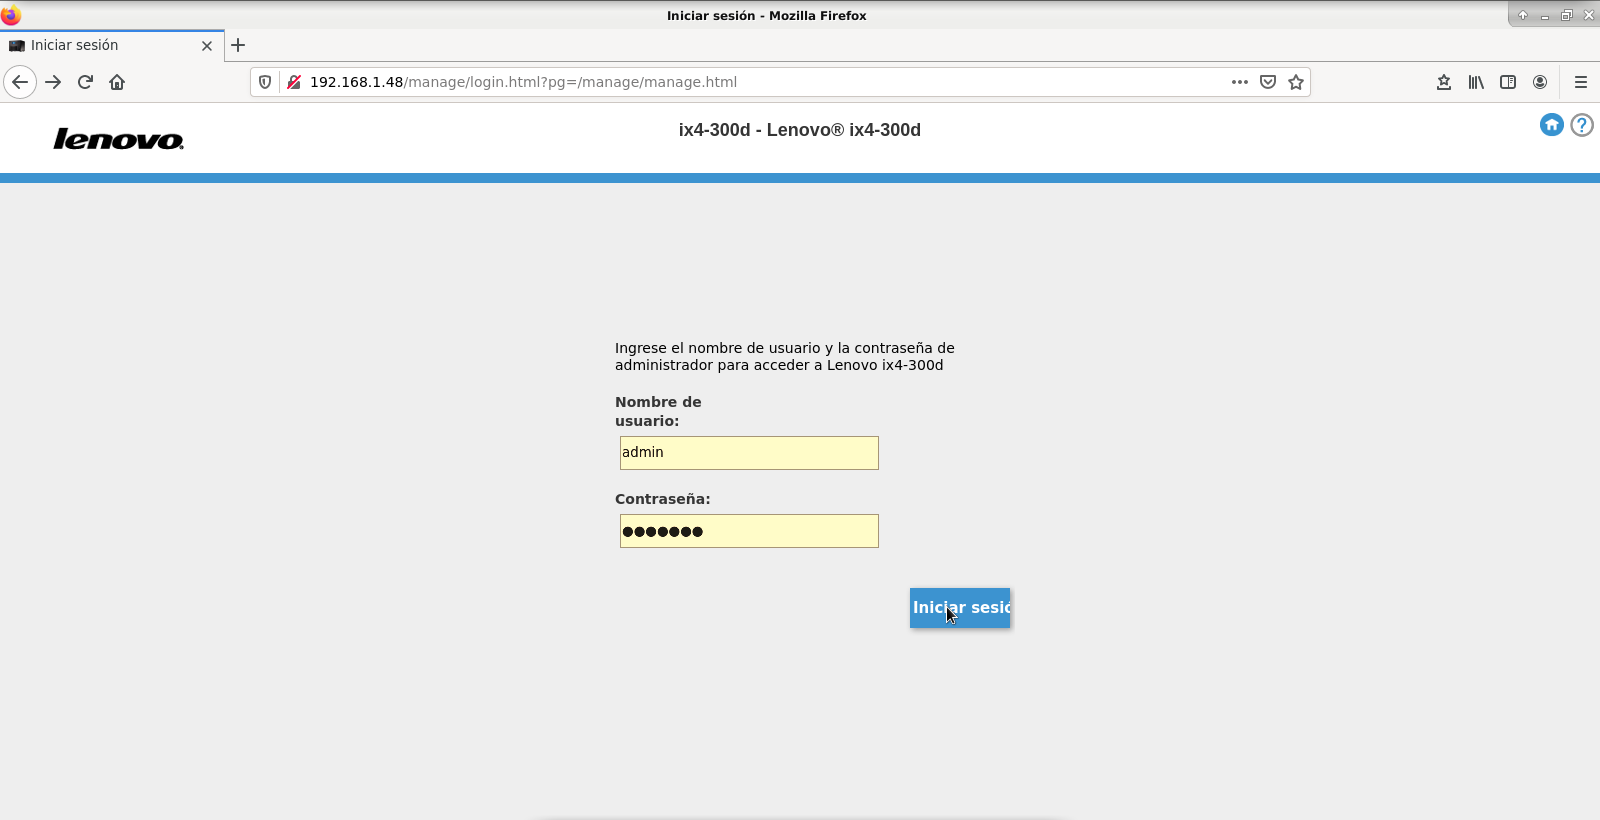 Iniciar sesión - Mozilla Firefox
Iniciar sesión
192.168.1.48/manage/login.html?pg=/manage/manage.html
lenovo
ix4-300d - Lenovo® ix4-300d
Ingrese el nombre de usuario y la contraseña de
administrador para acceder a Lenovo ix4-300d
Nombre de
usuario:
admin
Contraseña:
Iniciar sesió